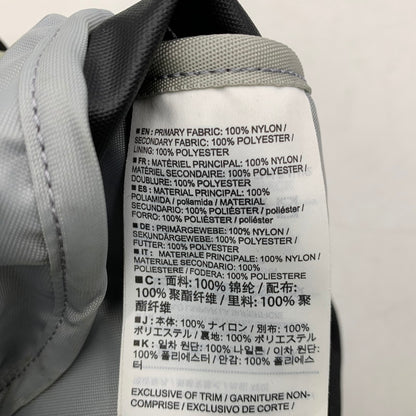 ■ EN: PRIMARY FABRIC: 100% NYLON /
SECONDARY FABRIC: 100% POLYESTER /
LINING: 100% POLYESTER
■ FR: MATÉRIEL PRINCIPAL: 100% NYLON /
MATÉRIEL SECONDAIRE: 100% POLYESTER /
DOUBLURE: 100% POLYESTER
■ ES: MATERIAL PRINCIPAL: 100%
POLIAMIDA / poliamida / MATERIAL
SECUNDARIO: 100% POLIÉSTER / poliéster /
FORRO: 100% POLIÉSTER / poliéster
■ DE: PRIMÄRGEWEBE: 100% NYLON /
SEKUNDÄRGEWEBE: 100% POLYESTER /
FUTTER: 100% POLYESTER
■ IT: MATERIALE PRINCIPALE: 100% NYLON /
MATERIALE SECONDARIO: 100%
POLIESTERE / FODERA: 100% POLIESTERE
■ C: 面料: 100% 锦纶 / 配布:
100% 聚酯纤维 / 里料: 100% 聚
酯纤维
■ J: 本体: 100% ナイロン / 別布: 100%
ポリエステル / 裏地: 100% ポリエステル
■ K: 일차 원단: 100% 나일론 / 이차 원단:
100% 폴리에스터 / 안감: 100% 폴리에스
터
EXCLUSIVE OF TRIM / GARNITURE NON-
COMPRISE / EXCLUSIVO DE CORTE /